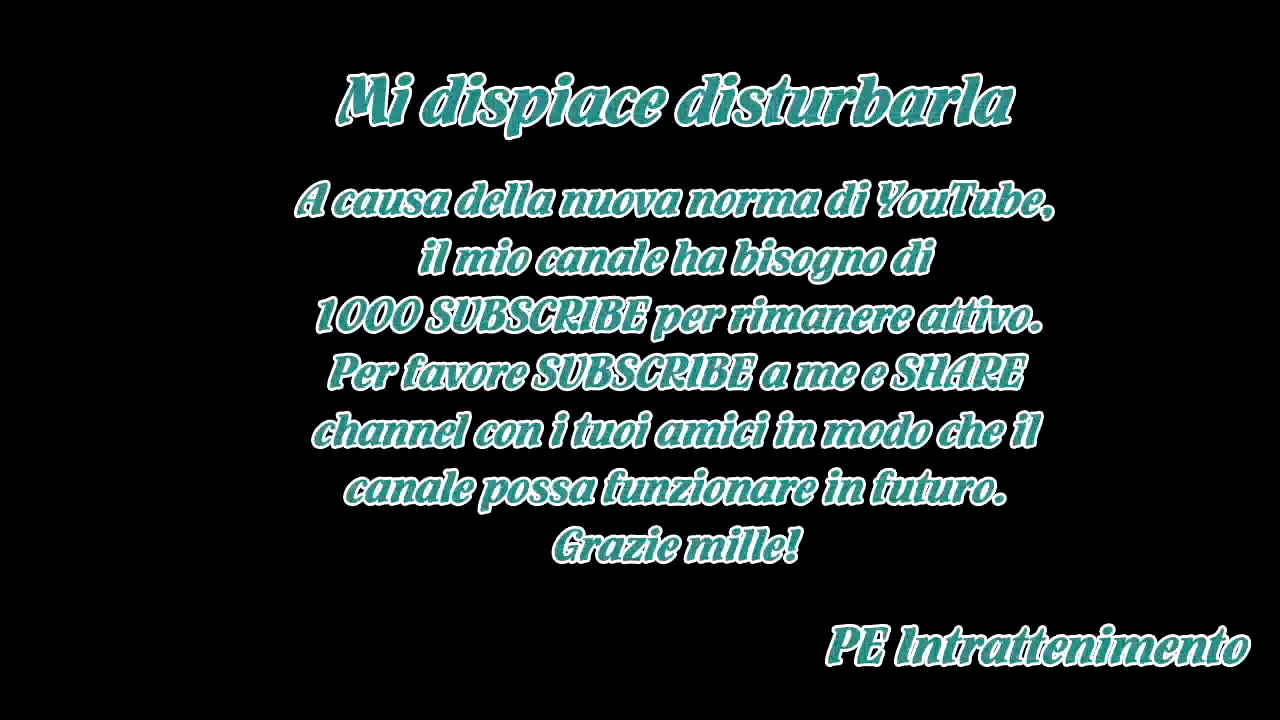 Mi dispiace disturbarla
A causa della nuova norma di YouTube,
il mio canale ha bisogno di
1000 SUBSCRIBE per rimanere attivo.
Per favore SUBSCRIBE a me e SHARE
channel con i tuoi amici in modo che il
canale possa funzionare in futuro.
Grazie mille!
PE Intrattenimento